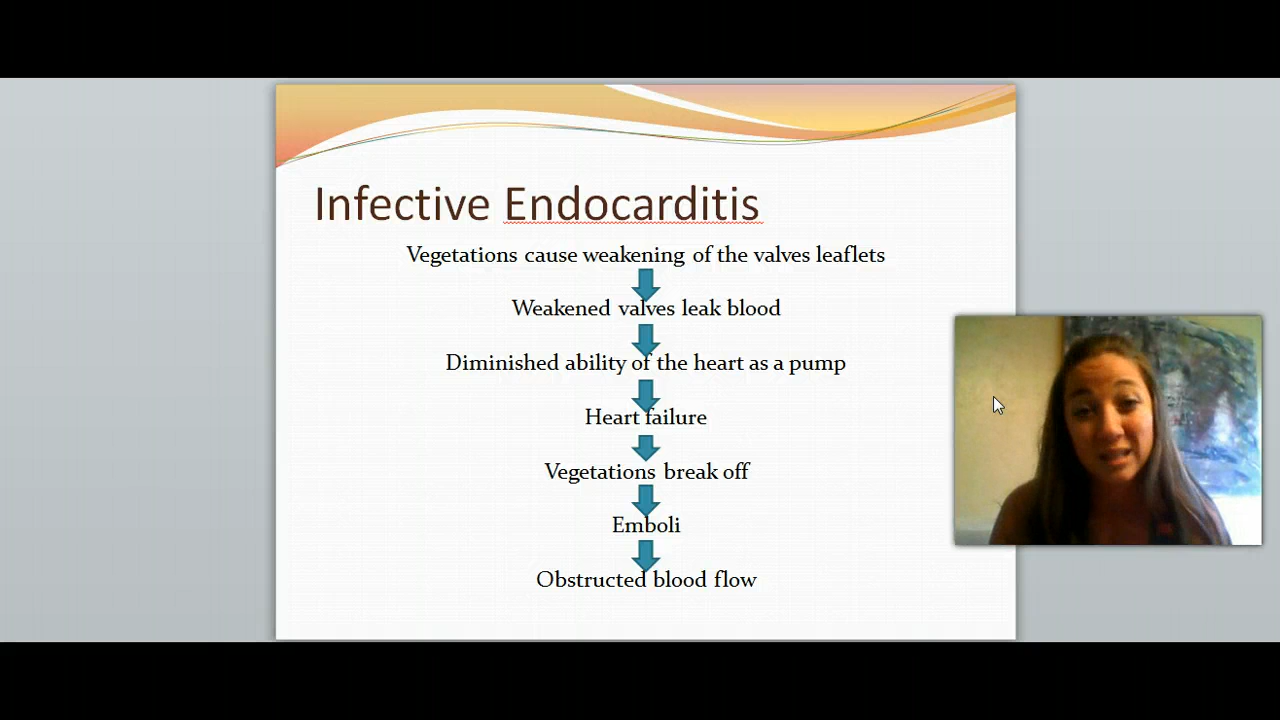 Infective Endocarditis
Vegetations cause weakening of the valves leaflets
Weakened valves leak blood
Diminished ability of the heart as a pump
Heart failure
Vegetations break off
Emboli
Obstructed blood flow